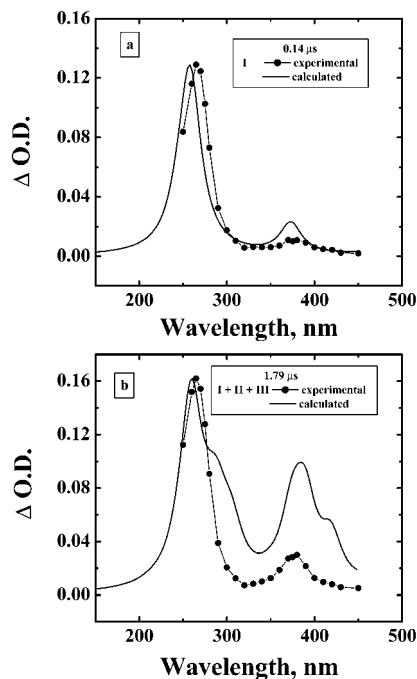 a
0.14 µs
I experimental
calculated
0.16
0.12
0.08
0.04
0.00
Δ O.D.
200 300 400 500
Wavelength, nm
b
1.79 µs
I + II + III experimental
calculated
0.16
0.12
0.08
0.04
0.00
Δ O.D.
200 300 400 500
Wavelength, nm